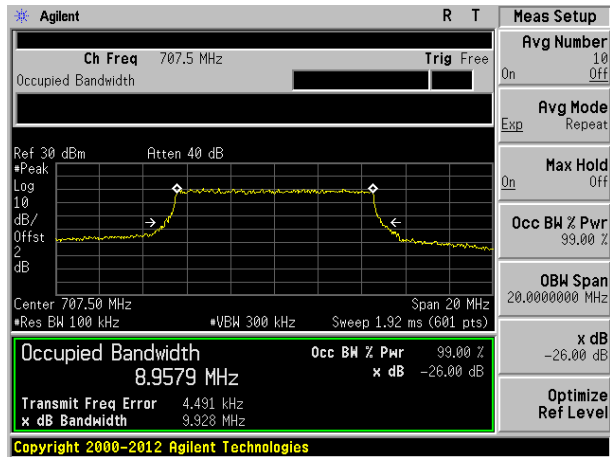 Agilent R T
Ch Freq 707.5 MHz Trig Free
Occupied Bandwidth
Ref 30 dBm Atten 40 dB
#Peak
Log
10
dB/
Offst
2
dB
Center 707.50 MHz Span 20 MHz
#Res BW 100 kHz #VBW 300 kHz Sweep 1.92 ms (601 pts)
Occupied Bandwidth Occ BW % Pwr 99.00 %
8.9579 MHz x dB -26.00 dB
Transmit Freq Error 4.491 kHz
x dB Bandwidth 9.928 MHz
Copyright 2000-2012 Agilent Technologies
Meas Setup
Avg Number
10
On Off
Avg Mode
Exp Repeat
Max Hold
On Off
Occ BW % Pwr
99.00 %
OBW Span
20.0000000 MHz
x dB
-26.00 dB
Optimize
Ref Level